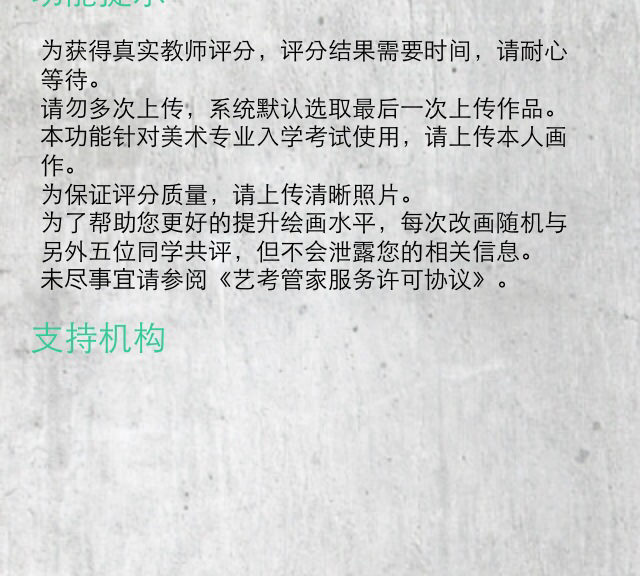 功能提示
为获得真实教师评分，评分结果需要时间，请耐心
等待。
请勿多次上传，系统默认选取最后一次上传作品。
本功能针对美术专业入学考试使用，请上传本人画
作。
为保证评分质量，请上传清晰照片。
为了帮助您更好的提升绘画水平，每次改画随机与
另外五位同学共评，但不会泄露您的相关信息。
未尽事宜请参阅《艺考管家服务许可协议》。
支持机构